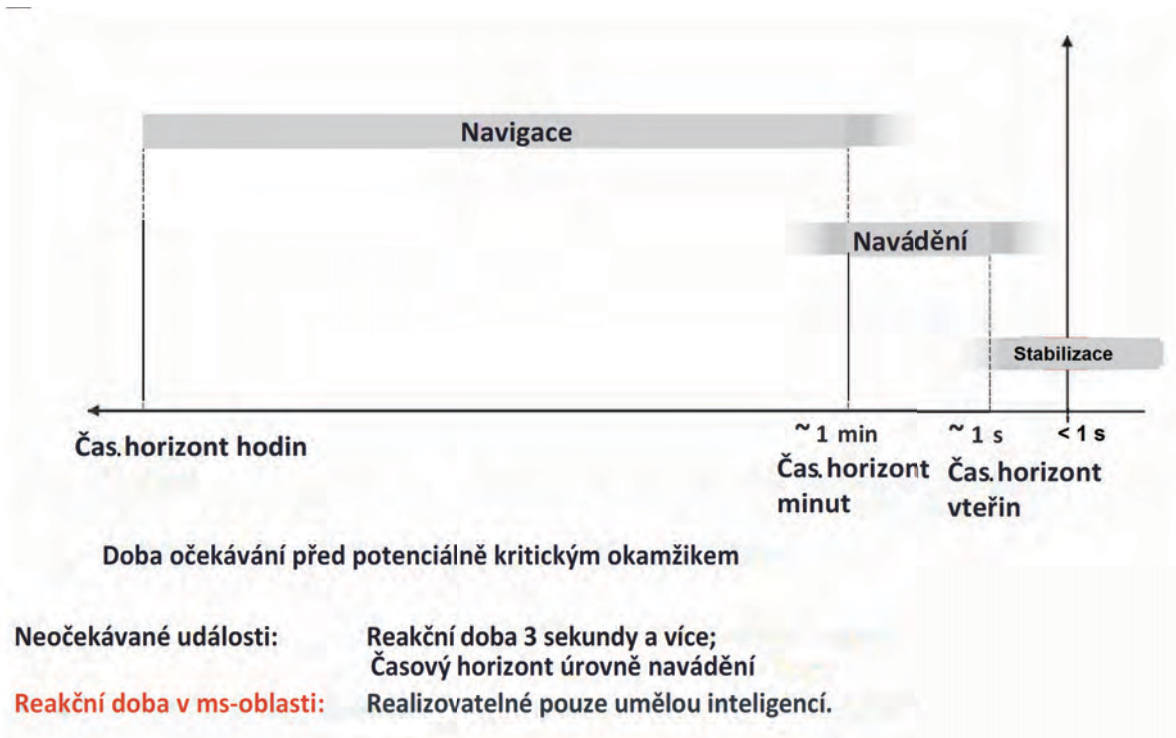 Navigace
Navádění
Stabilizace
Čas.horizont hodin
~ 1 min
Čas.horizont
minut
~ 1 s
Čas.horizont
vteřin
< 1 s
Doba očekávání před potenciálně kritickým okamžikem
Neočekávané události: Reakční doba 3 sekundy a více;
Časový horizont úrovně navádění
Reakční doba v ms-oblasti: Realizovatelné pouze umělou inteligencí.